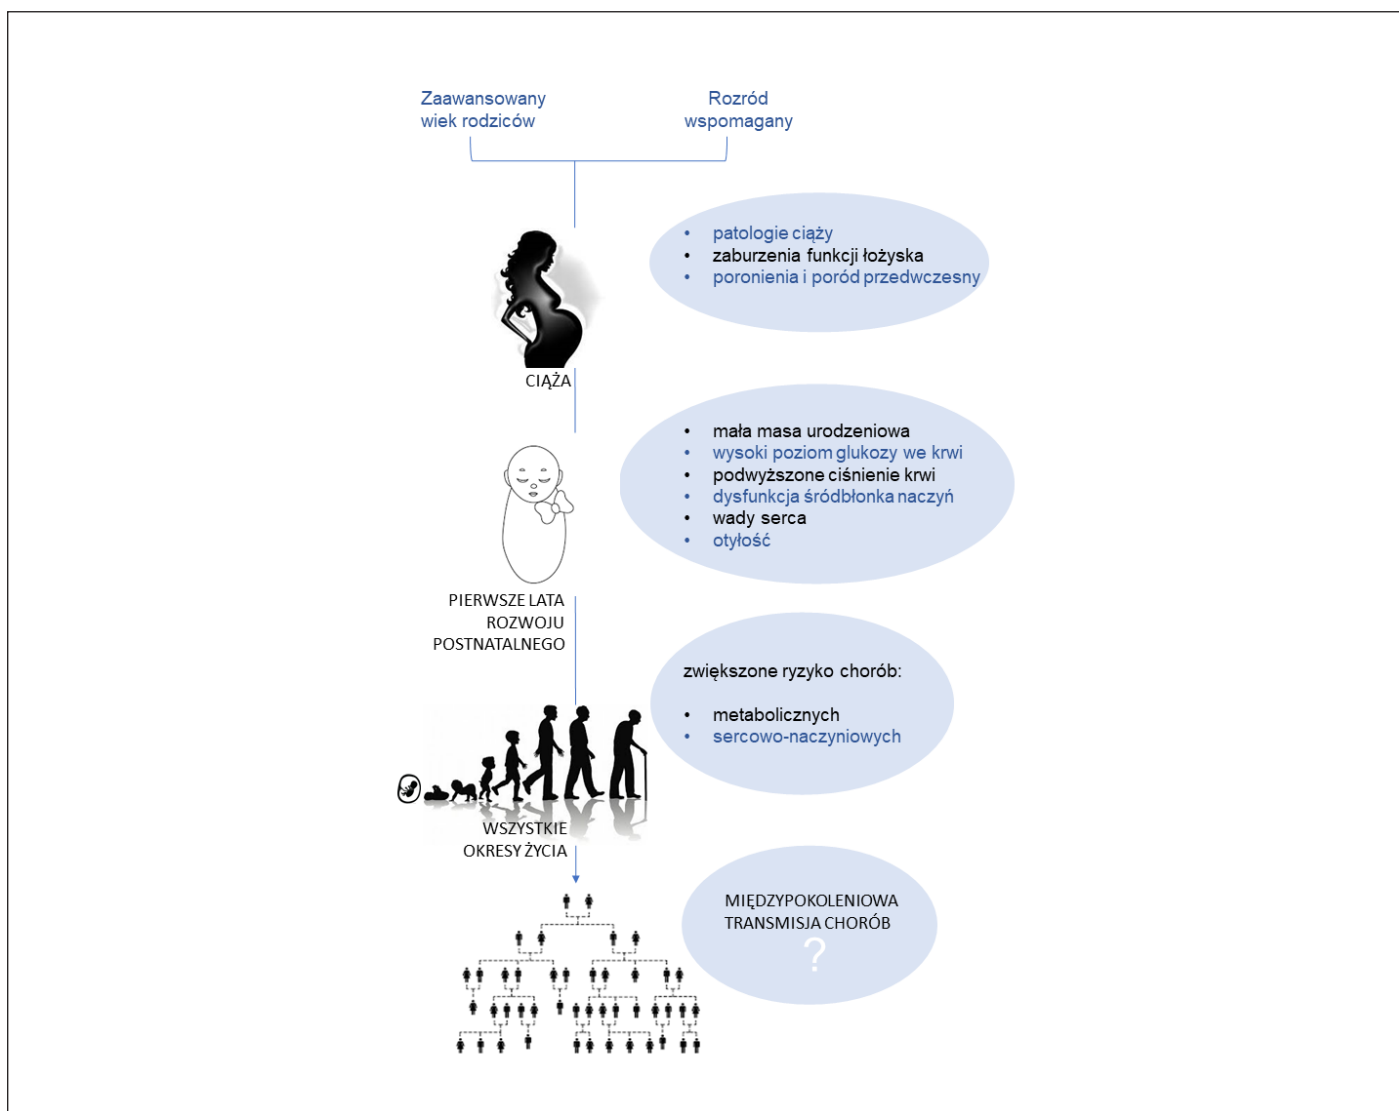 Zaawansowany
wiek rodziców
Rozród
wspomagany
• patologie ciąży
• zaburzenia funkcji łożyska
• poronienia i poród przedwczesny
CIĄŻA
• mała masa urodzeniowa
• wysoki poziom glukozy we krwi
• podwyższone ciśnienie krwi
• dysfunkcja śródbłonka naczyń
• wady serca
• otyłość
PIERWSZE LATA
ROZWOJU
POSTNATALNEGO
zwiększone ryzyko chorób:
• metabolicznych
• sercowo-naczyniowych
WSZYSTKIE
OKRESY ŻYCIA
MIĘDZYPOKOLENIOWA
TRANSMISJA CHORÓB
?